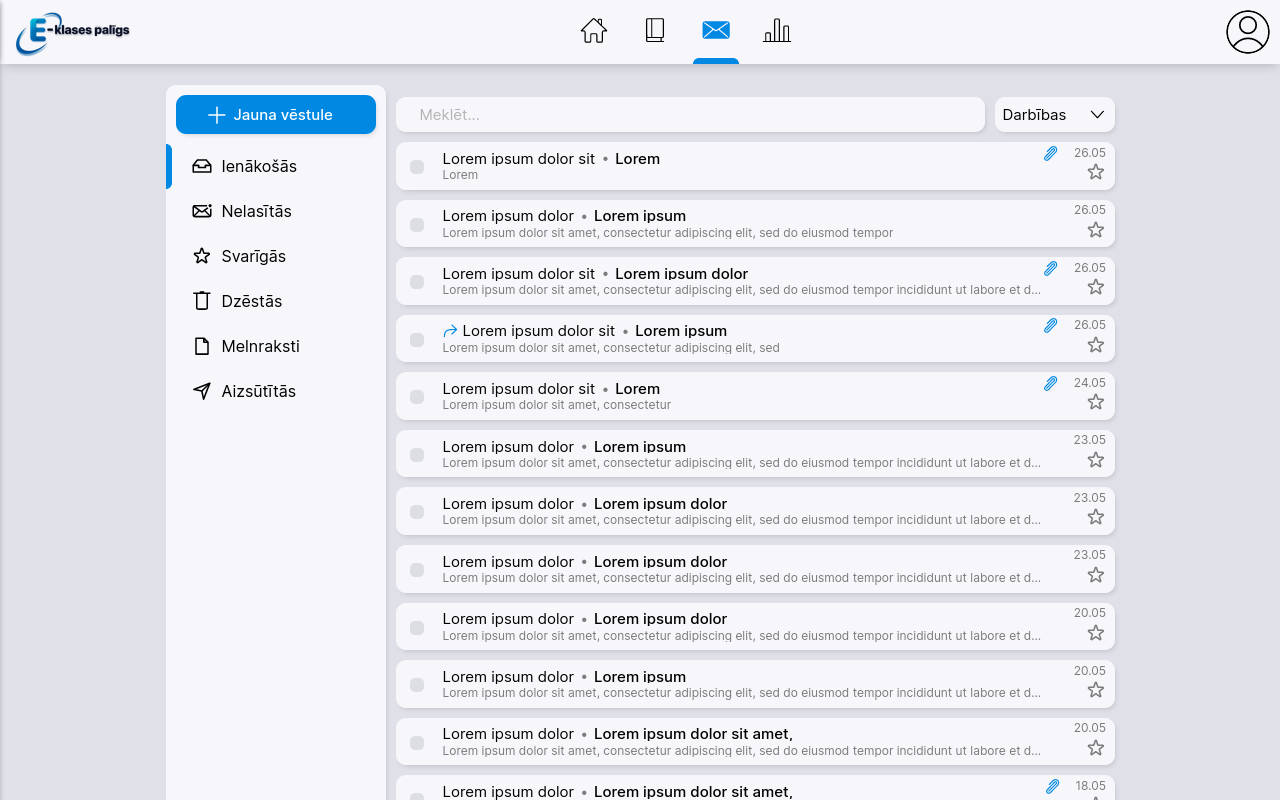 E-klases palīgs
Jauna vēstule
Ienākošās
Nelasītās
Svarīgās
Dzēstās
Melnraksti
Aizsūtītās
Meklēt...
Darbības
Lorem ipsum dolor sit • Lorem
26.05
Lorem
Lorem ipsum dolor • Lorem ipsum
26.05
Lorem ipsum dolor sit amet, consectetur adipiscing elit, sed do eiusmod tempor
Lorem ipsum dolor sit • Lorem ipsum dolor
26.05
Lorem ipsum dolor sit amet, consectetur adipiscing elit, sed do eiusmod tempor incididunt ut labore et d...
Lorem ipsum dolor sit • Lorem ipsum
26.05
Lorem ipsum dolor sit amet, consectetur adipiscing elit, sed
Lorem ipsum dolor sit • Lorem
24.05
Lorem ipsum dolor sit amet, consectetur
Lorem ipsum dolor • Lorem ipsum
23.05
Lorem ipsum dolor sit amet, consectetur adipiscing elit, sed do eiusmod tempor incididunt ut labore et d...
Lorem ipsum dolor • Lorem ipsum dolor
23.05
Lorem ipsum dolor sit amet, consectetur adipiscing elit, sed do eiusmod tempor incididunt ut labore et d...
Lorem ipsum dolor • Lorem ipsum dolor
23.05
Lorem ipsum dolor sit amet, consectetur adipiscing elit, sed do eiusmod tempor incididunt ut labore et d...
Lorem ipsum dolor • Lorem ipsum dolor
20.05
Lorem ipsum dolor sit amet, consectetur adipiscing elit, sed do eiusmod tempor incididunt ut labore et d...
Lorem ipsum dolor • Lorem ipsum
20.05
Lorem ipsum dolor sit amet, consectetur adipiscing elit, sed do eiusmod tempor incididunt ut labore et d...
Lorem ipsum dolor • Lorem ipsum dolor sit amet,
20.05
Lorem ipsum dolor sit amet, consectetur adipiscing elit, sed do eiusmod tempor incididunt ut labore et d...
Lorem ipsum dolor • Lorem ipsum dolor sit amet,
18.05